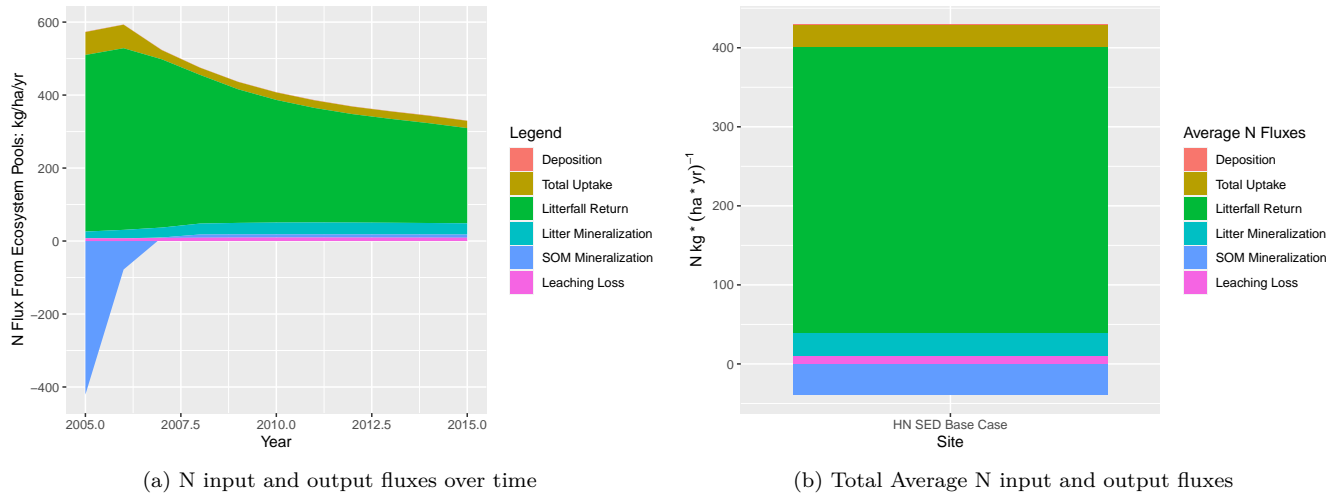 600
400
200
0
−200
−400
N Flux From Ecosystem Pools: kg/ha/yr
2005.0 2007.5 2010.0 2012.5 2015.0
Year
Legend
Deposition
Total Uptake
Litterfall Return
Litter Mineralization
SOM Mineralization
Leaching Loss
(a) N input and output fluxes over time
400
300
200
100
0
N kg * (ha * yr)⁻¹
HN SED Base Case
Site
Average N Fluxes
Deposition
Total Uptake
Litterfall Return
Litter Mineralization
SOM Mineralization
Leaching Loss
(b) Total Average N input and output fluxes